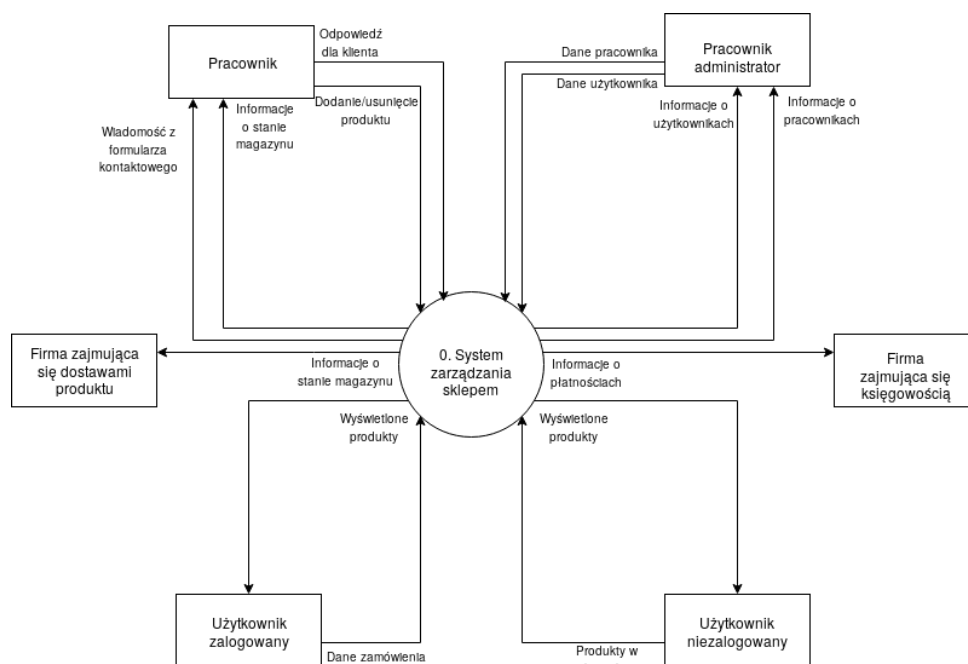 Pracownik
Odpowiedź
dla klienta
Dodanie/usunięcie
produktu
Informacje
o stanie
magazynu
Wiadomość z
formularza
kontaktowego
Dane pracownika
Dane użytkownika
Pracownik
administrator
Informacje o
użytkownikach
Informacje o
pracownikach
Firma zajmująca
się dostawami
produktu
Informacje o
stanie magazynu
0. System
zarządzania
sklepem
Informacje o
płatnościach
Firma
zajmująca się
księgowością
Wyświetlone
produkty
Wyświetlone
produkty
Użytkownik
zalogowany
Dane zamówienia
Produkty w
Użytkownik
niezalogowany